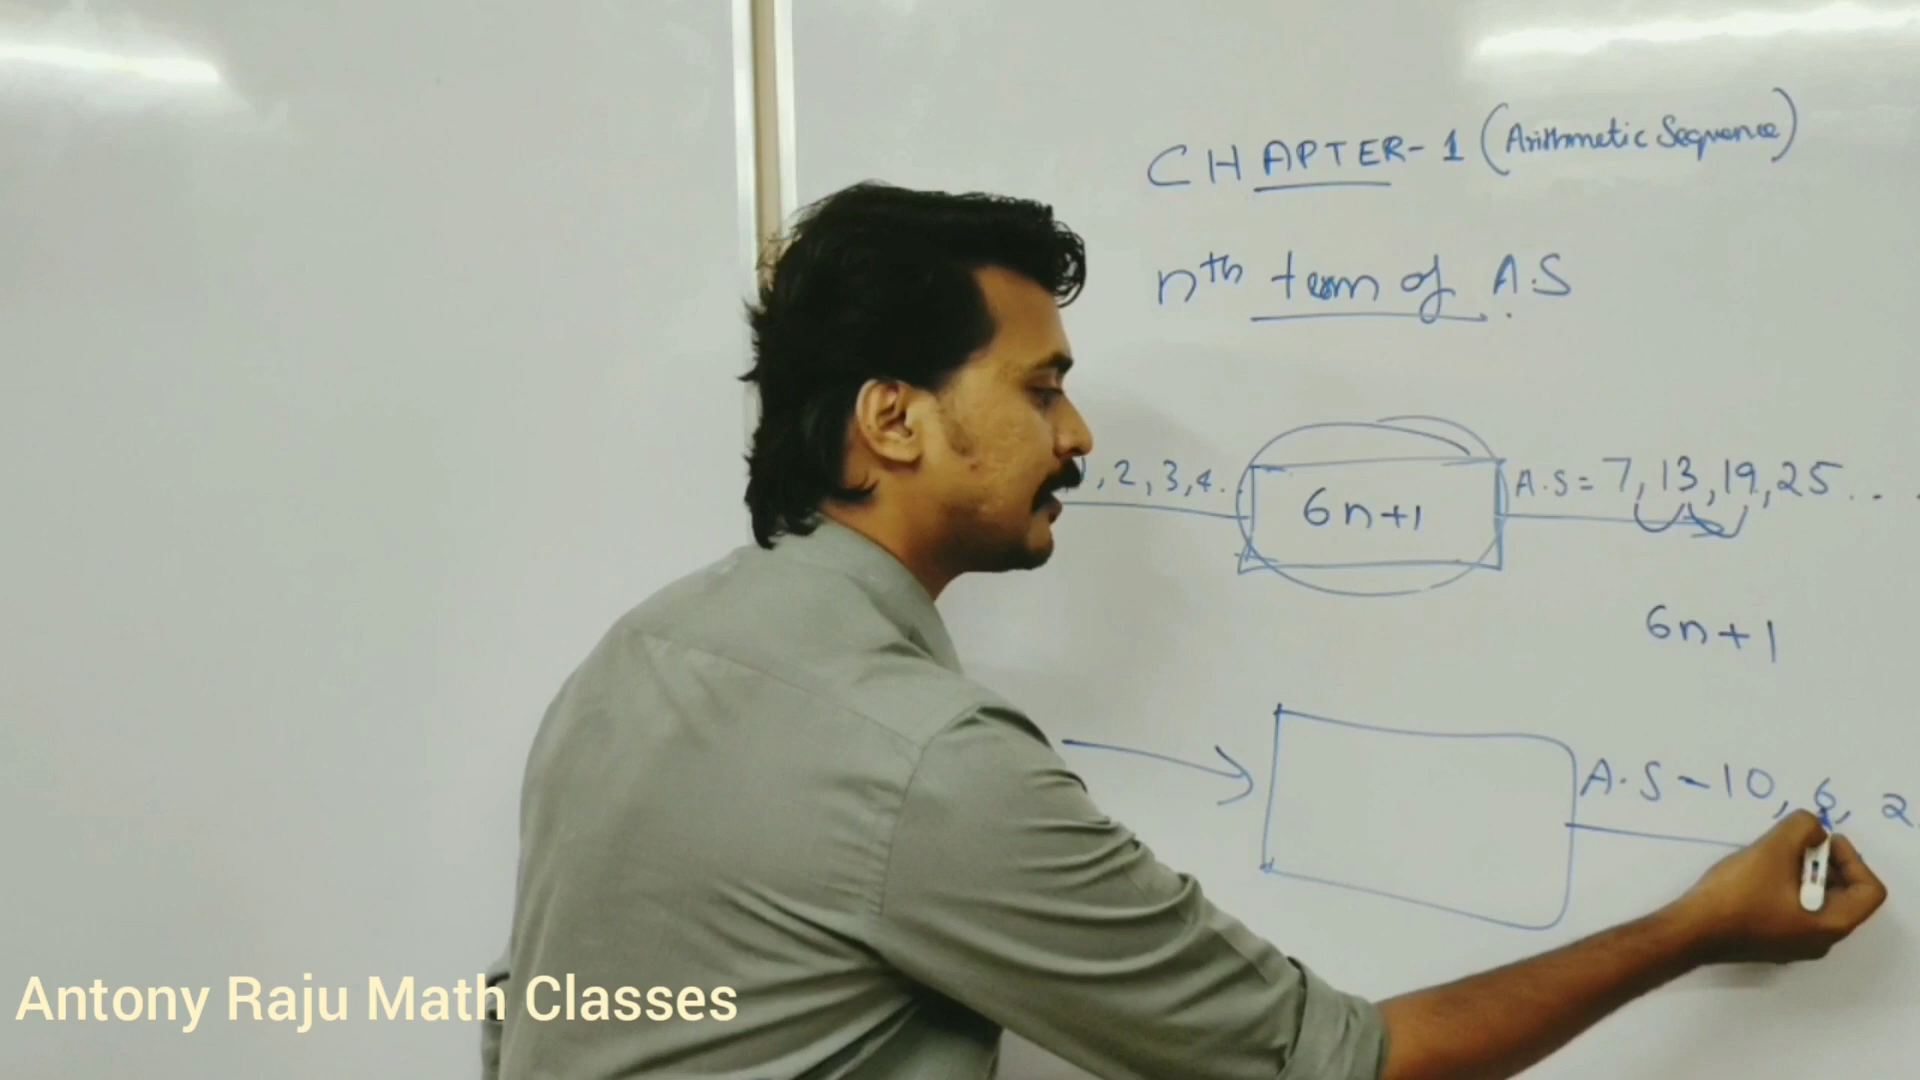 CHAPTER-1 (Arithmetic Sequence)
nth term of A.S
, 2, 3, 4..
6n+1
A.S = 7, 13, 19, 25 . . .
6n+1
A.S - 10, 6, 2
Antony Raju Math Classes